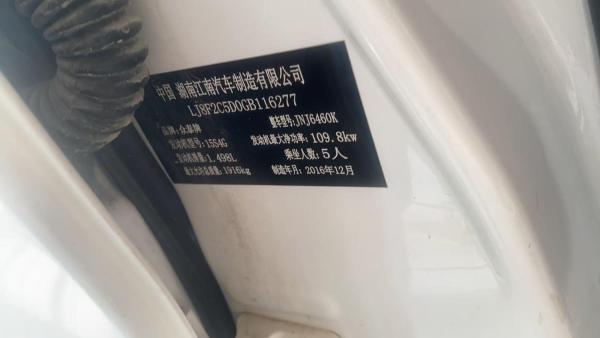 中国 湖南江南汽车制造有限公司
LJ8F2C5D0GB116277
品牌:众泰牌 整车型号:JNJ6460K
发动机型号:15S4G 发动机最大净功率:109.8kw
发动机排量:1.498L 乘坐人数:5人
最大允许总质量:1916kg 制造年月:2016年12月